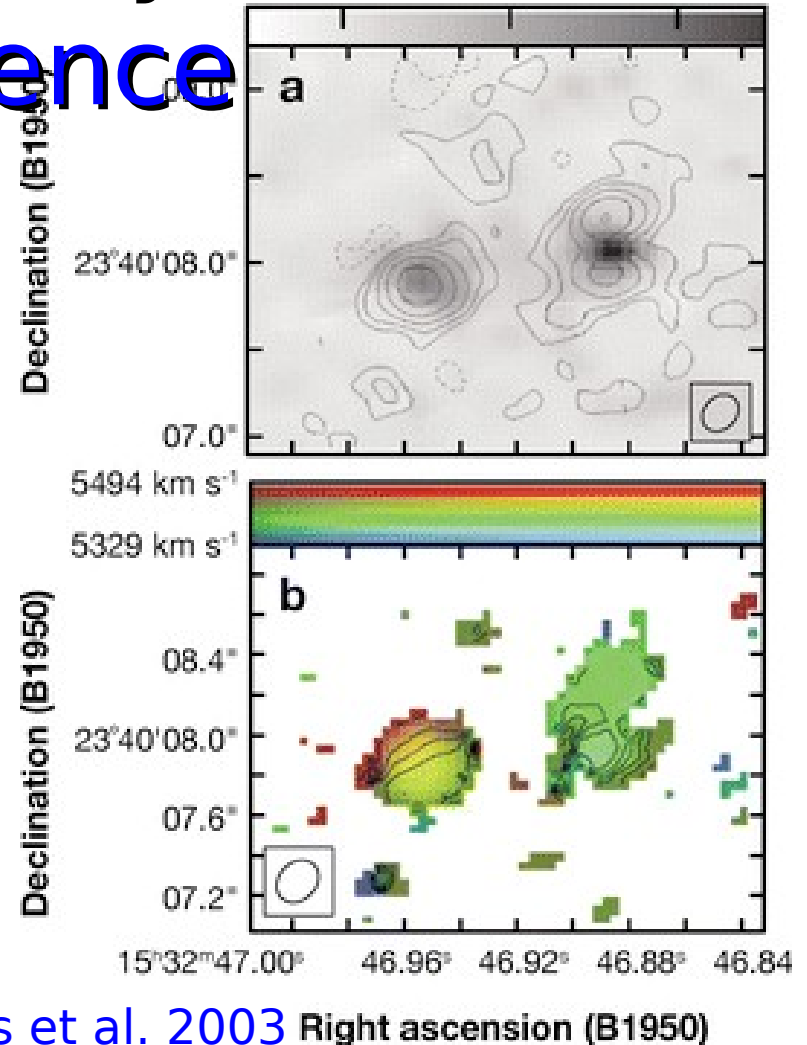 ence
a
Declination (B1950)
23°40'08.0"
07.0"
5494 km s-1
5329 km s-1
b
Declination (B1950)
08.4"
23°40'08.0"
07.6"
07.2"
15h32m47.00s 46.96s 46.92s 46.88s 46.84
s et al. 2003 Right ascension (B1950)